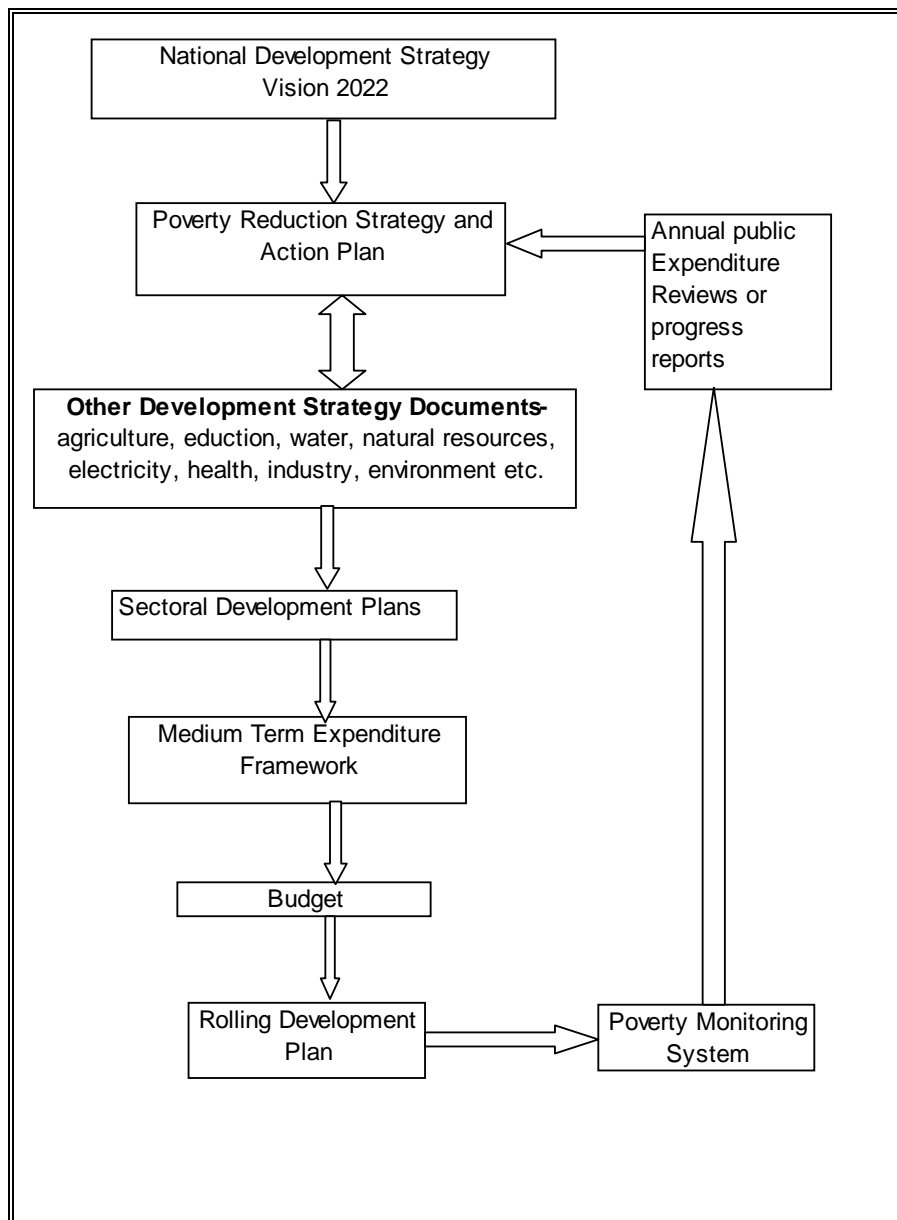 National Development Strategy
Vision 2022
Poverty Reduction Strategy and
Action Plan
Annual public
Expenditure
Reviews or
progress
reports
Other Development Strategy Documents-
agriculture, eduction, water, natural resources,
electricity, health, industry, environment etc.
Sectoral Development Plans
Medium Term Expenditure
Framework
Budget
Rolling Development
Plan
Poverty Monitoring
System